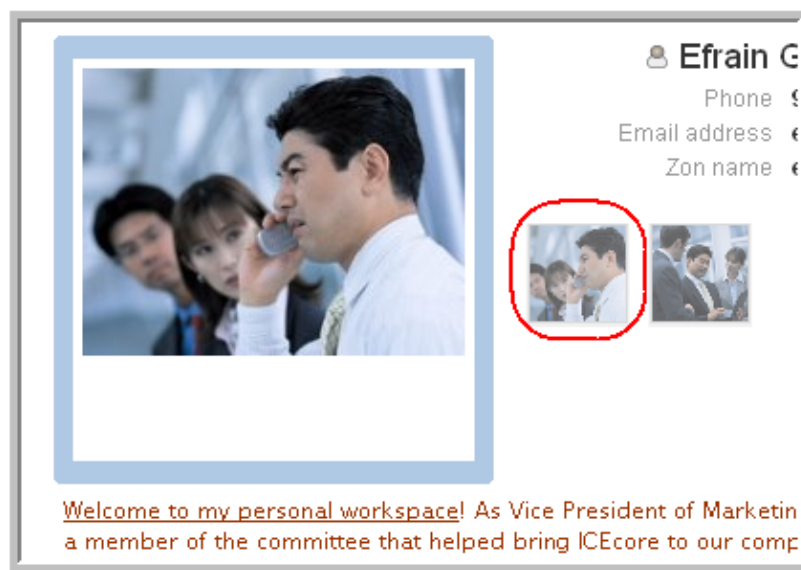 Efrain G
Phone 9
Email address e
Zon name e
Welcome to my personal workspace! As Vice President of Marketin
a member of the committee that helped bring ICEcore to our comp